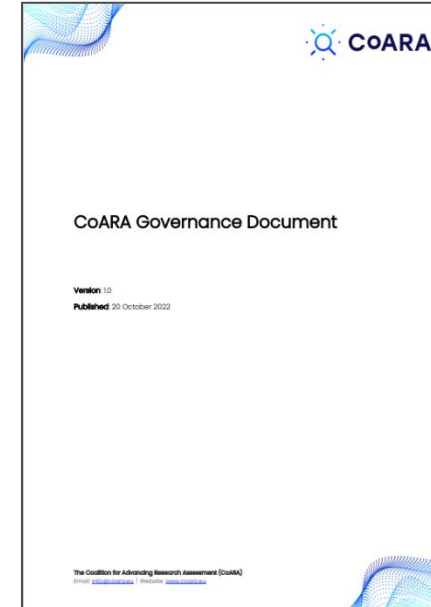 CoARA
CoARA Governance Document
Version: 1.0
Published: 20 October 2022
The Coalition for Advancing Research Assessment (CoARA)
Email: info@coara.eu | Website: www.coara.eu